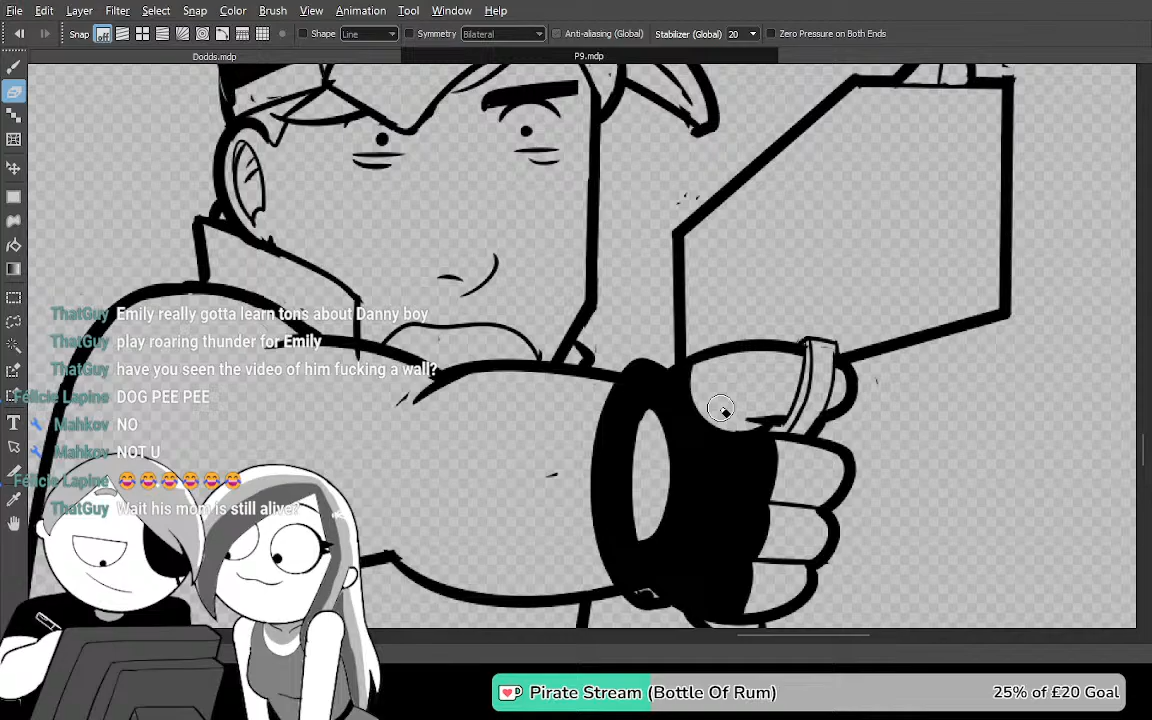 File Edit Layer Filter Select Snap Color Brush View Animation Tool Window Help
Snap off Shape Line Symmetry Bilateral Anti-aliasing (Global) Stabilizer (Global) 20 Zero Pressure on Both Ends
Dodds.mdp P9.mdp
ThatGuy Emily really gotta learn tons about Danny boy
ThatGuy play roaring thunder for Emily
ThatGuy have you seen the video of him fucking a wall?
Félicie Lapine DOG PEE PEE
Mahkov NO
Mahkov NOT U
Félicie Lapine 🥰🥰🥰🥰🥰🥰
ThatGuy Wait his mom is still alive?
Pirate Stream (Bottle Of Rum) 25% of £20 Goal